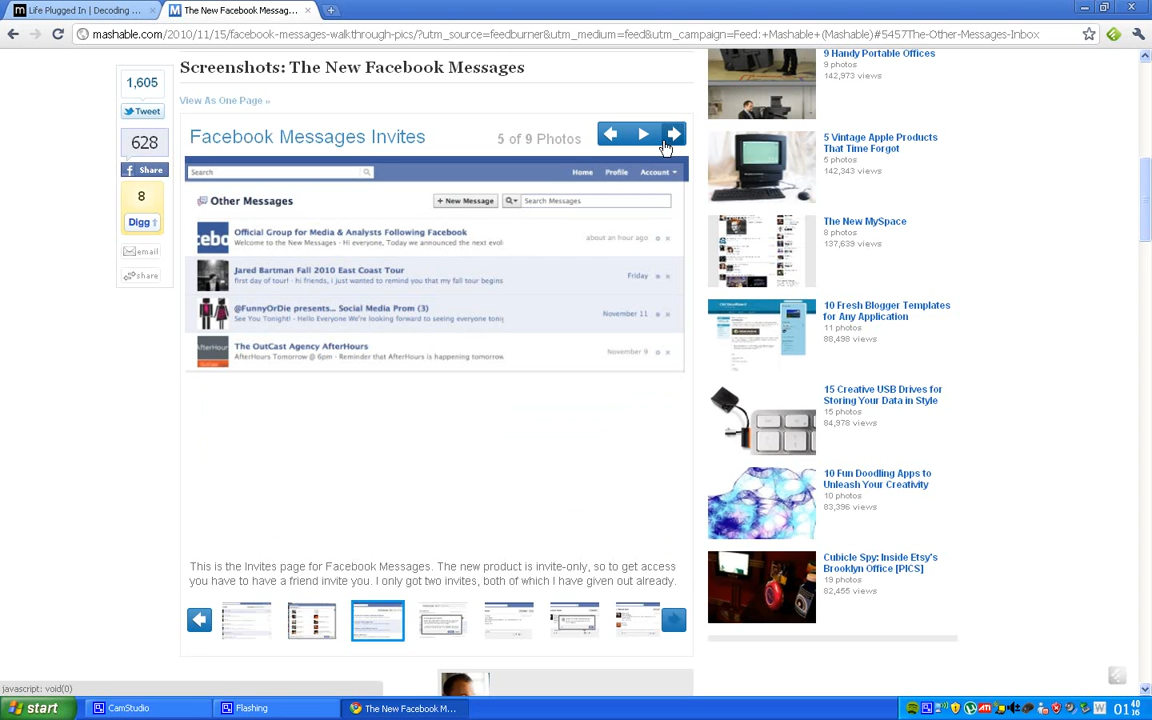 Life Plugged In | Decoding ...
The New Facebook Messag...
mashable.com/2010/11/15/facebook-messages-walkthrough-pics/?utm_source=feedburner&utm_medium=feed&utm_campaign=Feed:+Mashable+(Mashable)#5457The-Other-Messages-Inbox
1,605
Tweet
628
Share
8
Digg
email
share
Screenshots: The New Facebook Messages
View As One Page »
Facebook Messages Invites
5 of 9 Photos
Search
Home Profile Account
Other Messages
+ New Message
Search Messages
Official Group for Media & Analysts Following Facebook
Welcome to the New Messages · Hi everyone, Today we announced the next evol
about an hour ago
Jared Bartman Fall 2010 East Coast Tour
first day of tour! · hi friends, i just wanted to remind you that my fall tour begins
Friday
@FunnyOrDie presents... Social Media Prom (3)
See You Tonight! · Hello Everyone We're looking forward to seeing everyone tonig
November 11
AfterHour
The OutCast Agency AfterHours
AfterHours Tomorrow @ 6pm · Reminder that AfterHours is happening tomorrow
November 9
This is the Invites page for Facebook Messages. The new product is invite-only, so to get access
you have to have a friend invite you. I only got two invites, both of which I have given out already.
9 Handy Portable Offices
9 photos
142,973 views
5 Vintage Apple Products
That Time Forgot
5 photos
142,343 views
The New MySpace
8 photos
137,639 views
10 Fresh Blogger Templates
for Any Application
11 photos
88,498 views
15 Creative USB Drives for
Storing Your Data in Style
15 photos
84,978 views
10 Fun Doodling Apps to
Unleash Your Creativity
10 photos
83,396 views
Cubicle Spy: Inside Etsy's
Brooklyn Office [PICS]
19 photos
82,455 views
javascript: void(0)
start
CamStudio
Flashing
The New Facebook M...
01:40
16